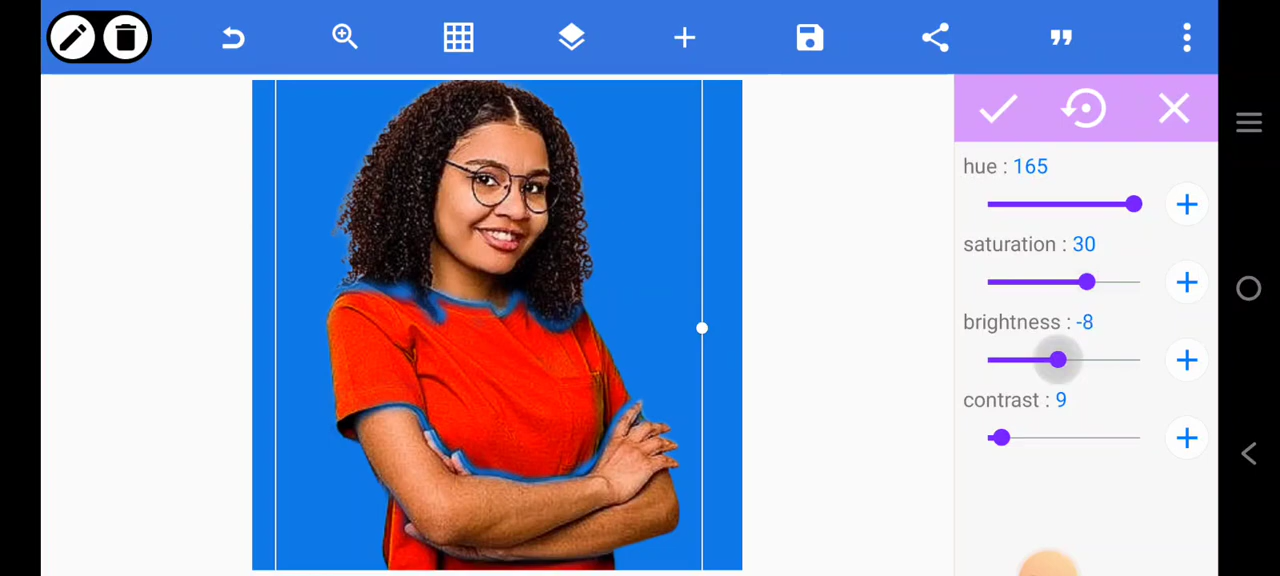 hue : 165
saturation : 30
brightness : -8
contrast : 9